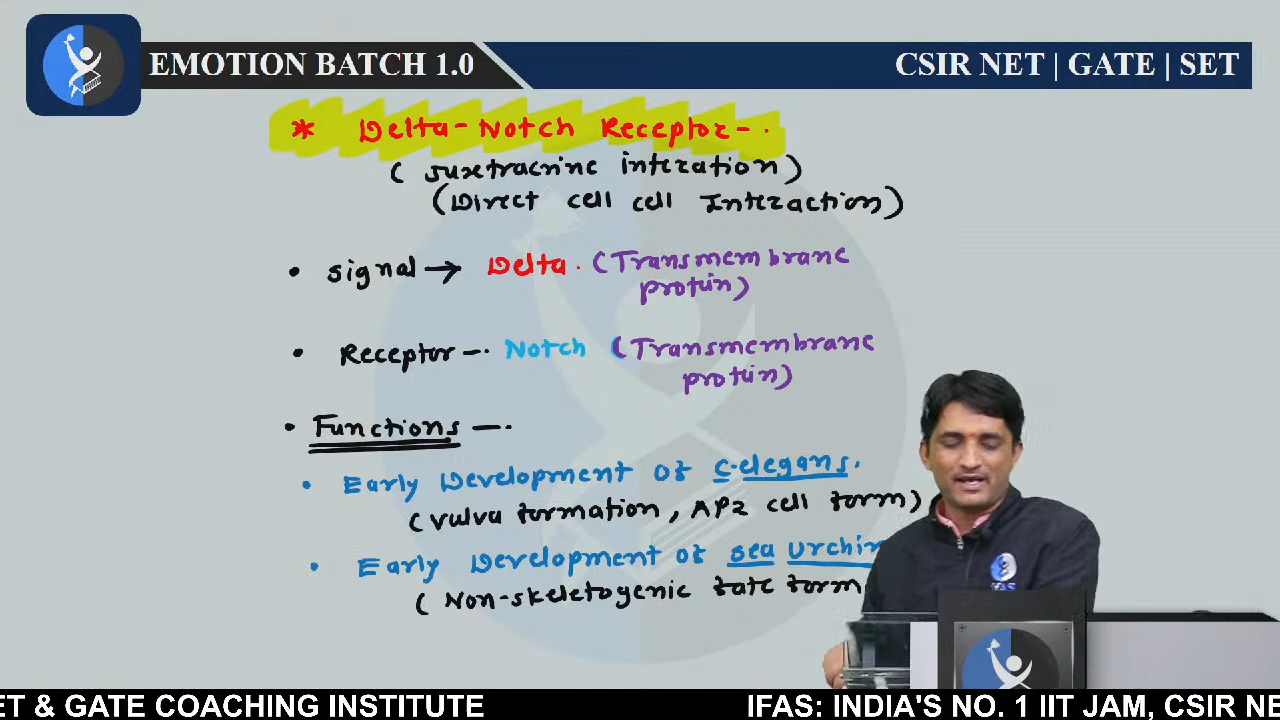 EMOTION BATCH 1.0
CSIR NET | GATE | SET
* Delta-Notch Receptor-.
( Juxtracrine interation)
(Direct cell cell Interaction)
• signal → Delta. (Transmembrane
protein)
• Receptor-. Notch (Transmembrane
protein)
• Functions —.
• Early Development of C-elegans.
(Vulva formation, AP2 cell form)
• Early Development of sea Urchin
( Non-skeletogenic fate form
ET & GATE COACHING INSTITUTE
IFAS: INDIA'S NO. 1 IIT JAM, CSIR NE